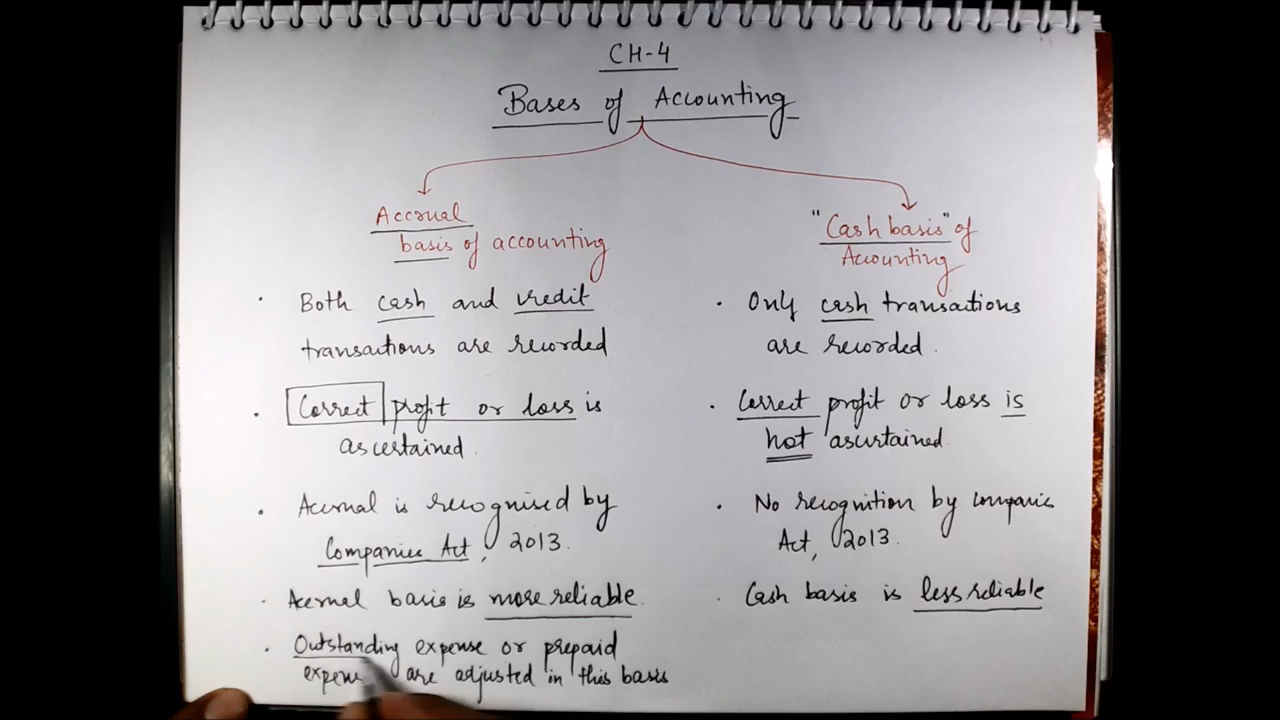 CH-4
Bases of Accounting
Accrual
basis of accounting
"Cash basis" of
Accounting
· Both cash and credit
transactions are recorded
· Correct profit or loss is
ascertained.
· Accrual is recognised by
Companies Act, 2013.
· Accrual basis is more reliable.
· Outstanding expense or prepaid
are adjusted in this basis
· Only cash transactions
are recorded.
· Correct profit or loss is
not ascertained.
· No recognition by companies
Act, 2013.
· Cash basis is less reliable